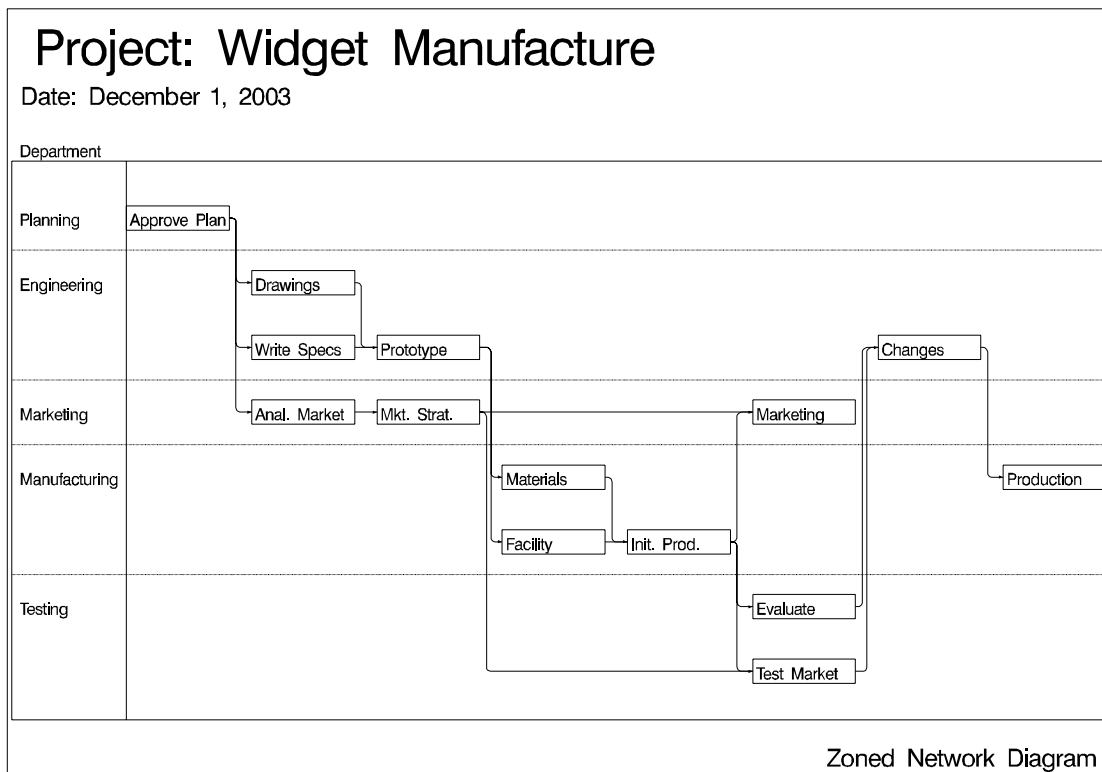 Project: Widget Manufacture
Date: December 1, 2003
Department
Planning
Approve Plan
Engineering
Drawings
Write Specs
Prototype
Changes
Marketing
Anal. Market
Mkt. Strat.
Marketing
Manufacturing
Materials
Production
Facility
Init. Prod.
Testing
Evaluate
Test Market
Zoned Network Diagram